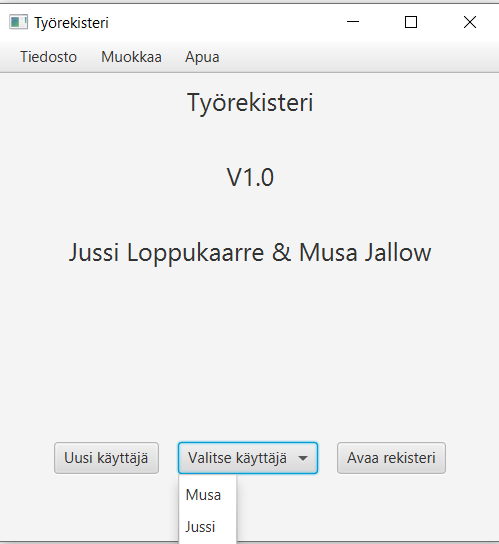 Työrekisteri
Tiedosto Muokkaa Apua
Työrekisteri
V1.0
Jussi Loppukaarre & Musa Jallow
Uusi käyttäjä Valitse käyttäjä Avaa rekisteri
Musa
Jussi